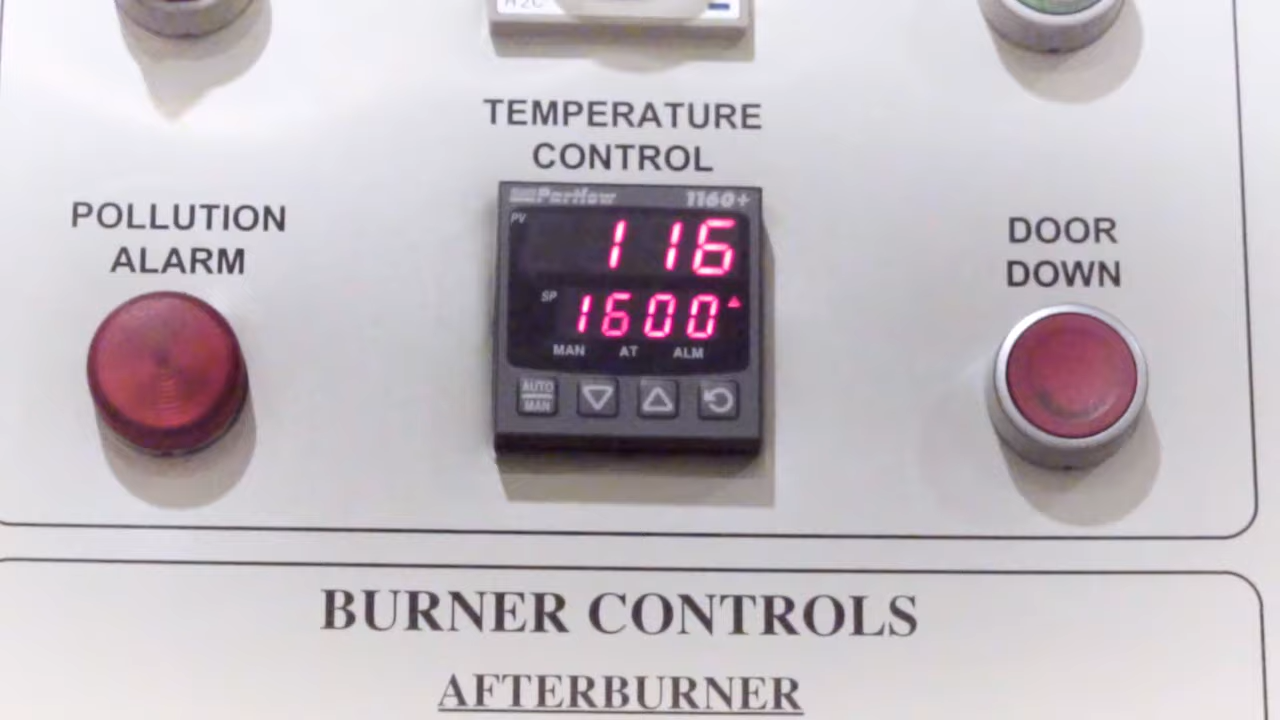 TEMPERATURE
CONTROL
POLLUTION
ALARM
Partlow 1160+
PV 116
SP 1600
MAN AT ALM
AUTO
MAN
DOOR
DOWN
BURNER CONTROLS
AFTERBURNER